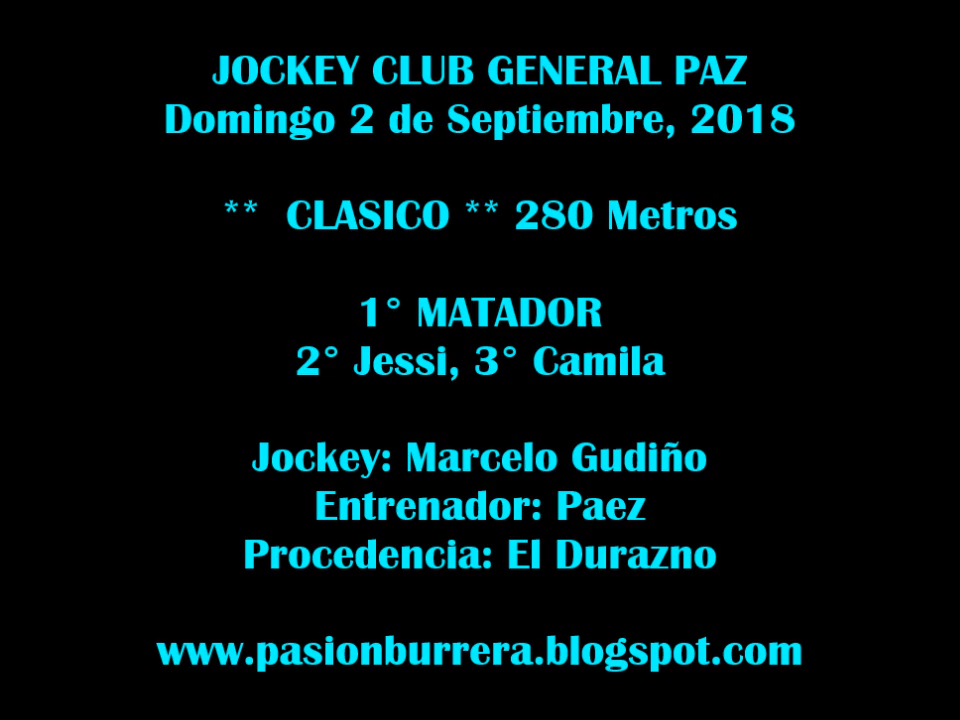 JOCKEY CLUB GENERAL PAZ
Domingo 2 de Septiembre, 2018
** CLASICO ** 280 Metros
1° MATADOR
2° Jessi, 3° Camila
Jockey: Marcelo Gudiño
Entrenador: Paez
Procedencia: El Durazno
www.pasionburrera.blogspot.com